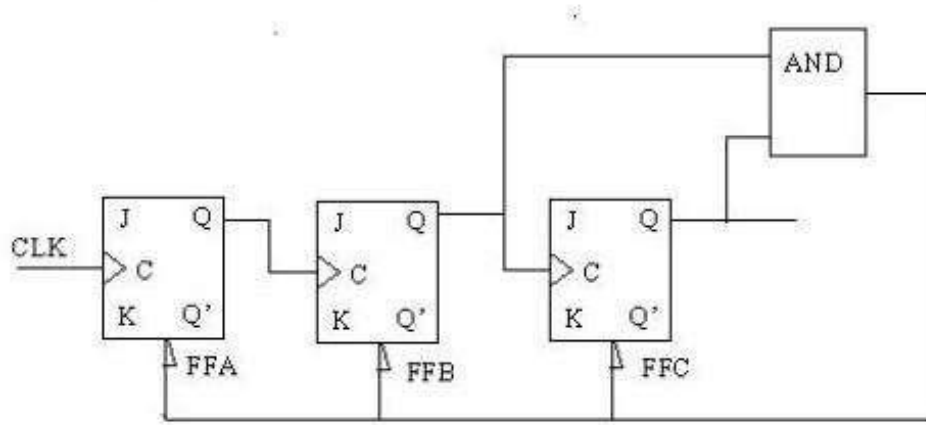 AND
J Q
J Q
J Q
CLK
C
C
C
K Q'
K Q'
K Q'
FFA
FFB
FFC